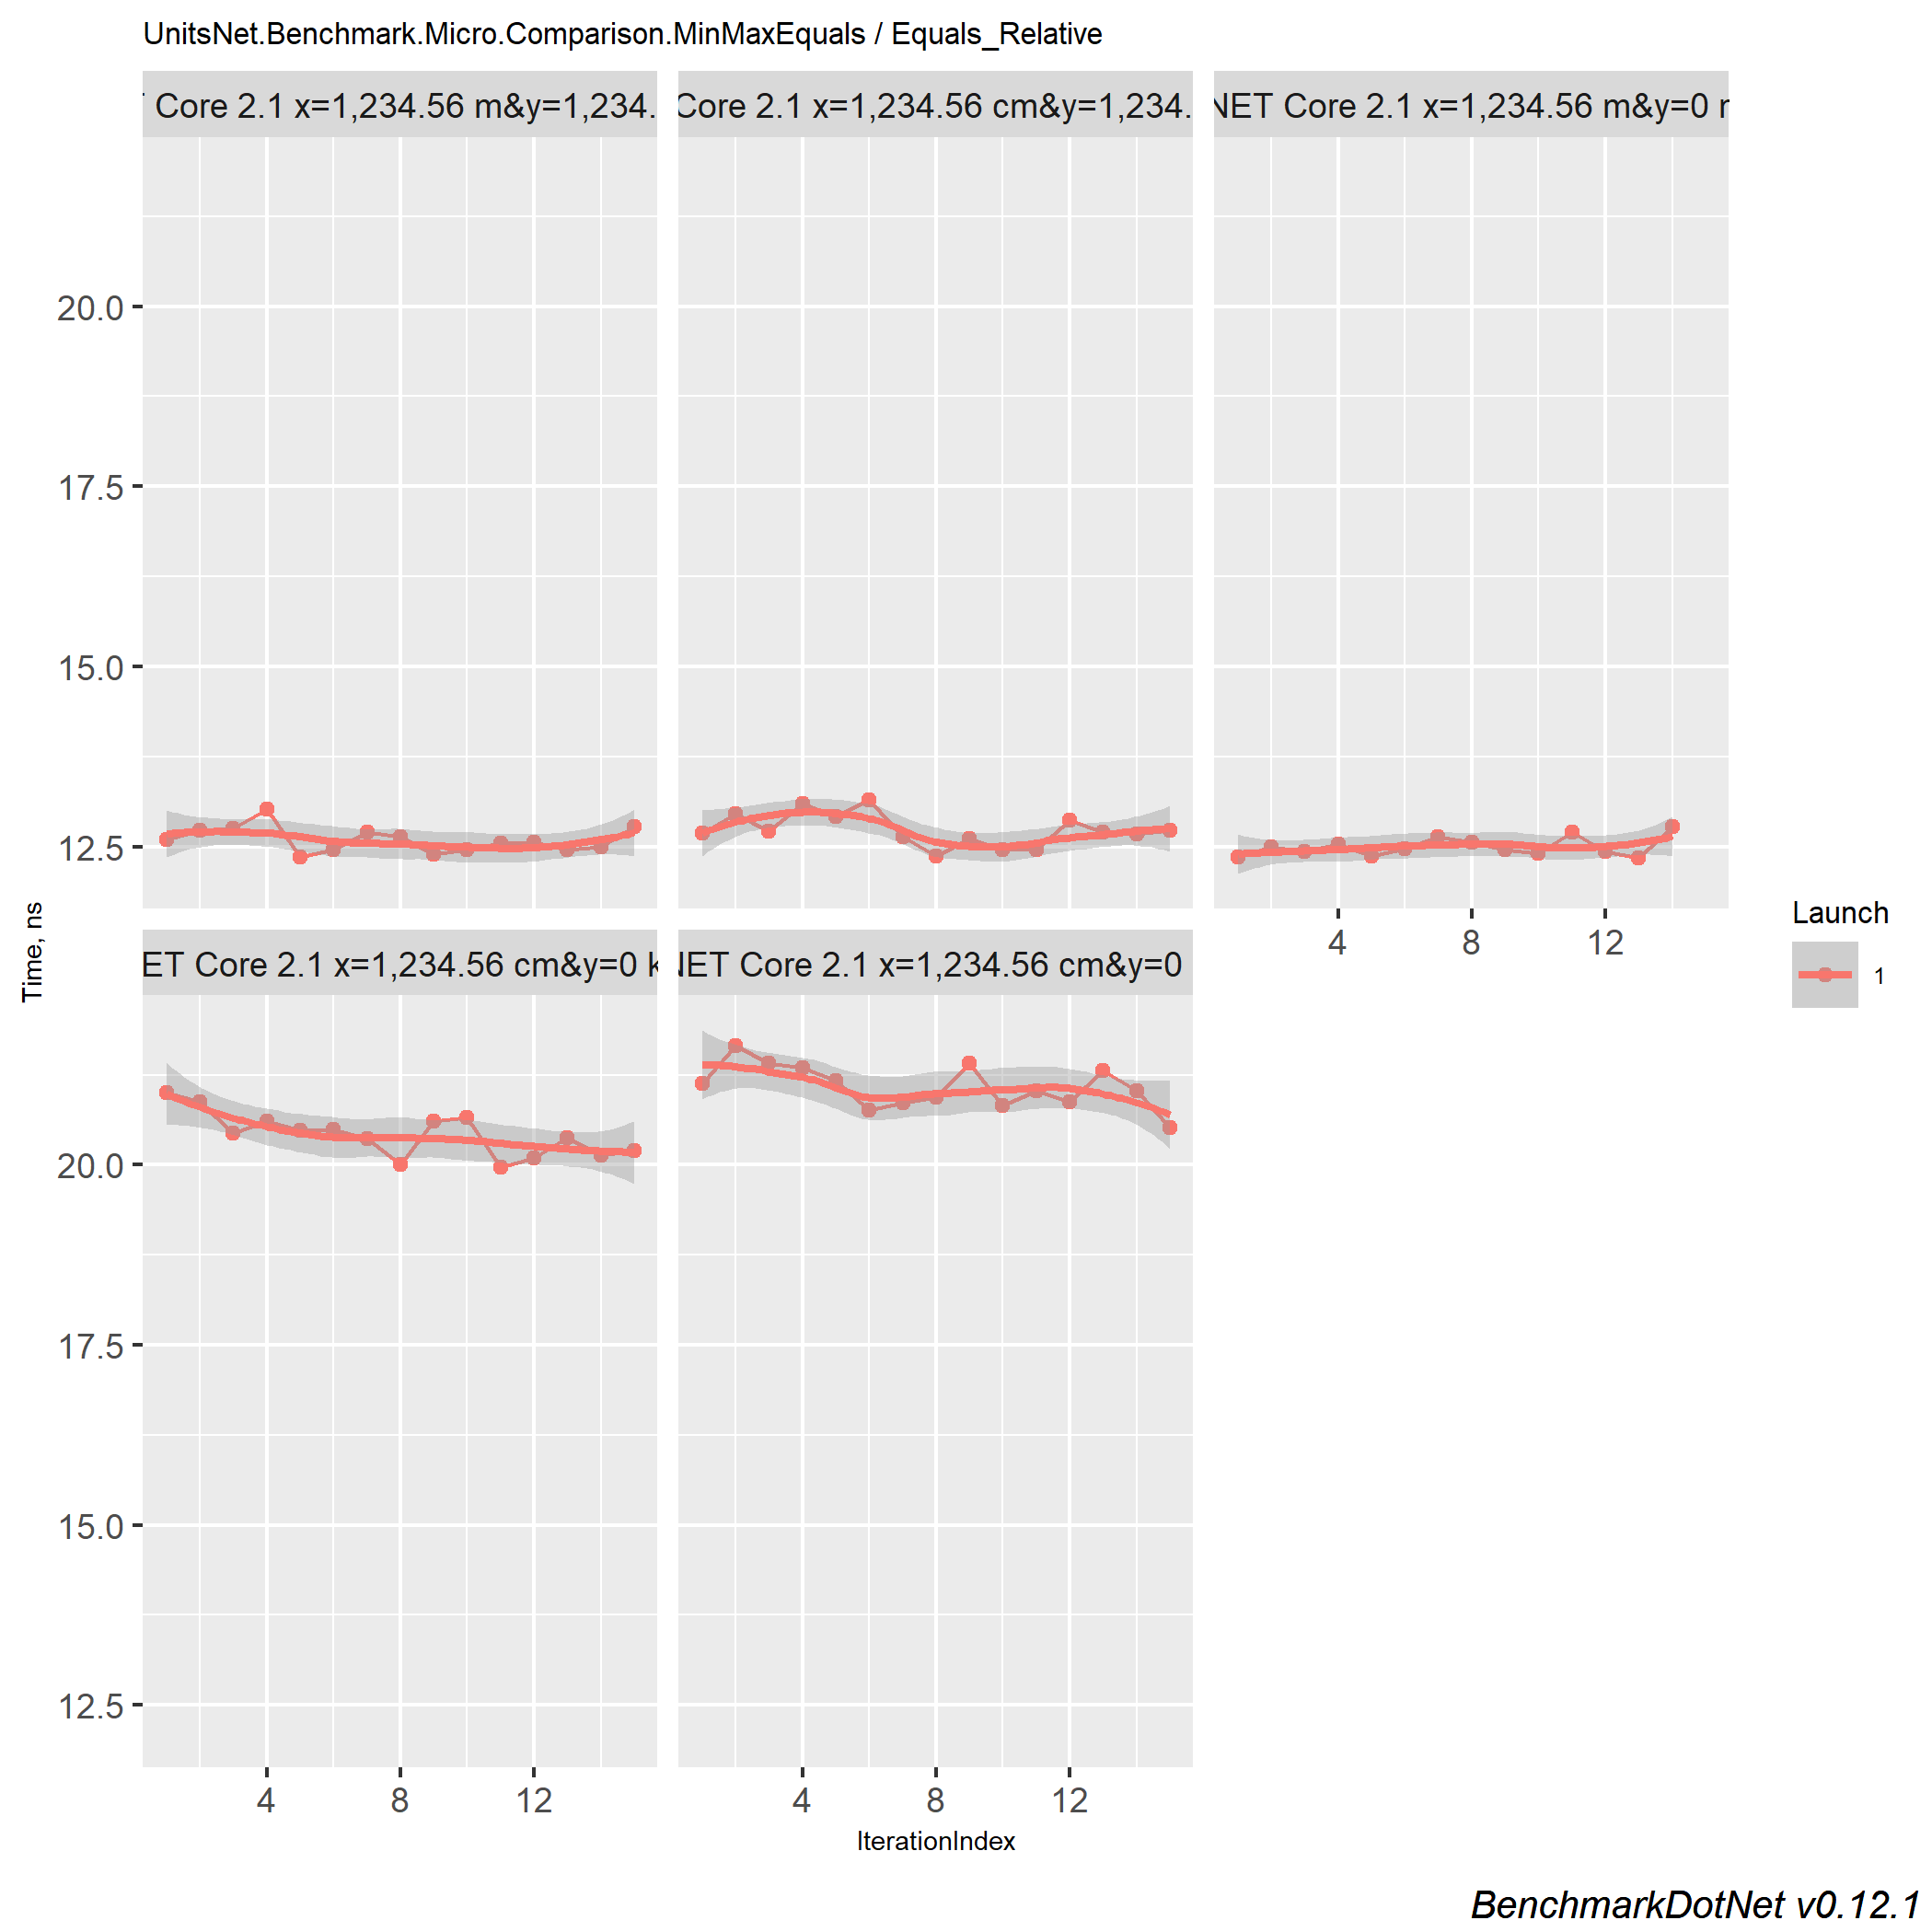 UnitsNet.Benchmark.Micro.Comparison.MinMaxEquals / Equals_Relative
Core 2.1 x=1,234.56 m&y=1,234.
Core 2.1 x=1,234.56 cm&y=1,234.
NET Core 2.1 x=1,234.56 m&y=0
20.0
17.5
15.0
12.5
4
8
12
ET Core 2.1 x=1,234.56 cm&y=0 k
NET Core 2.1 x=1,234.56 cm&y=0
20.0
17.5
15.0
12.5
4
8
12
4
8
12
Time, ns
IterationIndex
Launch
1
BenchmarkDotNet v0.12.1